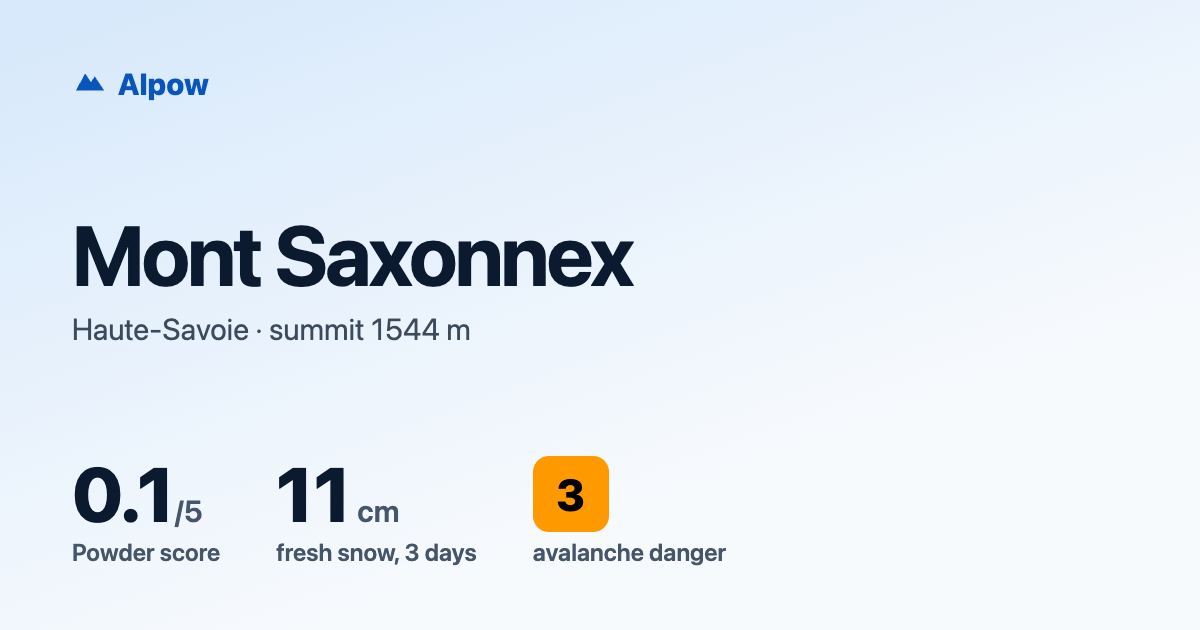 Alpow
Mont Saxonnex
Haute-Savoie · summit 1544 m
0.1/5
Powder score
11 cm
fresh snow, 3 days
3
avalanche danger